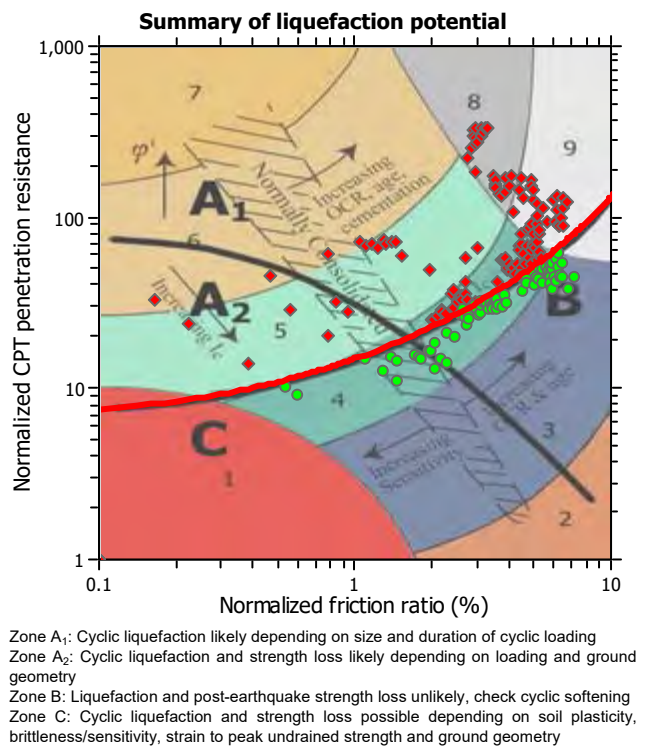 Summary of liquefaction potential
1,000
100
10
1
Normalized CPT penetration resistance
7
8
9
φ'
A1
Normally Consolidated
Increasing
OCR, age,
cementation
6
A2
Increasing Ic
5
B
4
C
1
Increasing
OCR & age
3
Increasing
Sensitivity
2
0.1
1
10
Normalized friction ratio (%)
Zone A1: Cyclic liquefaction likely depending on size and duration of cyclic loading
Zone A2: Cyclic liquefaction and strength loss likely depending on loading and ground
geometry
Zone B: Liquefaction and post-earthquake strength loss unlikely, check cyclic softening
Zone C: Cyclic liquefaction and strength loss possible depending on soil plasticity,
brittleness/sensitivity, strain to peak undrained strength and ground geometry